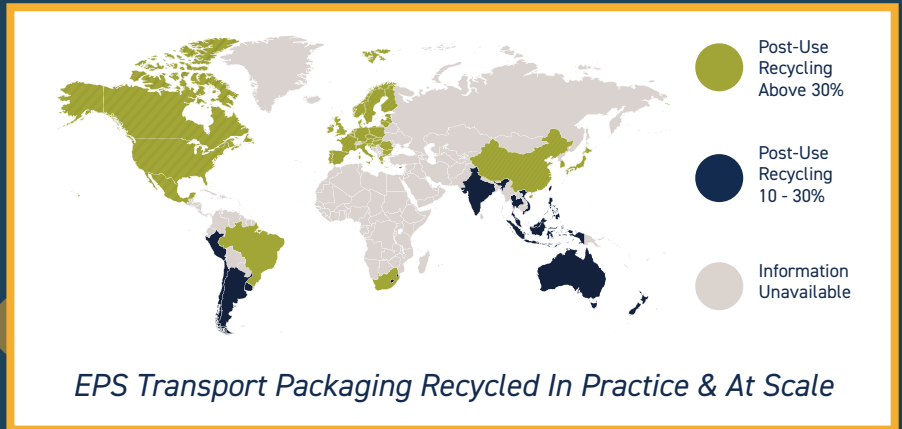 Post-Use
Recycling
Above 30%
Post-Use
Recycling
10 - 30%
Information
Unavailable
EPS Transport Packaging Recycled In Practice & At Scale